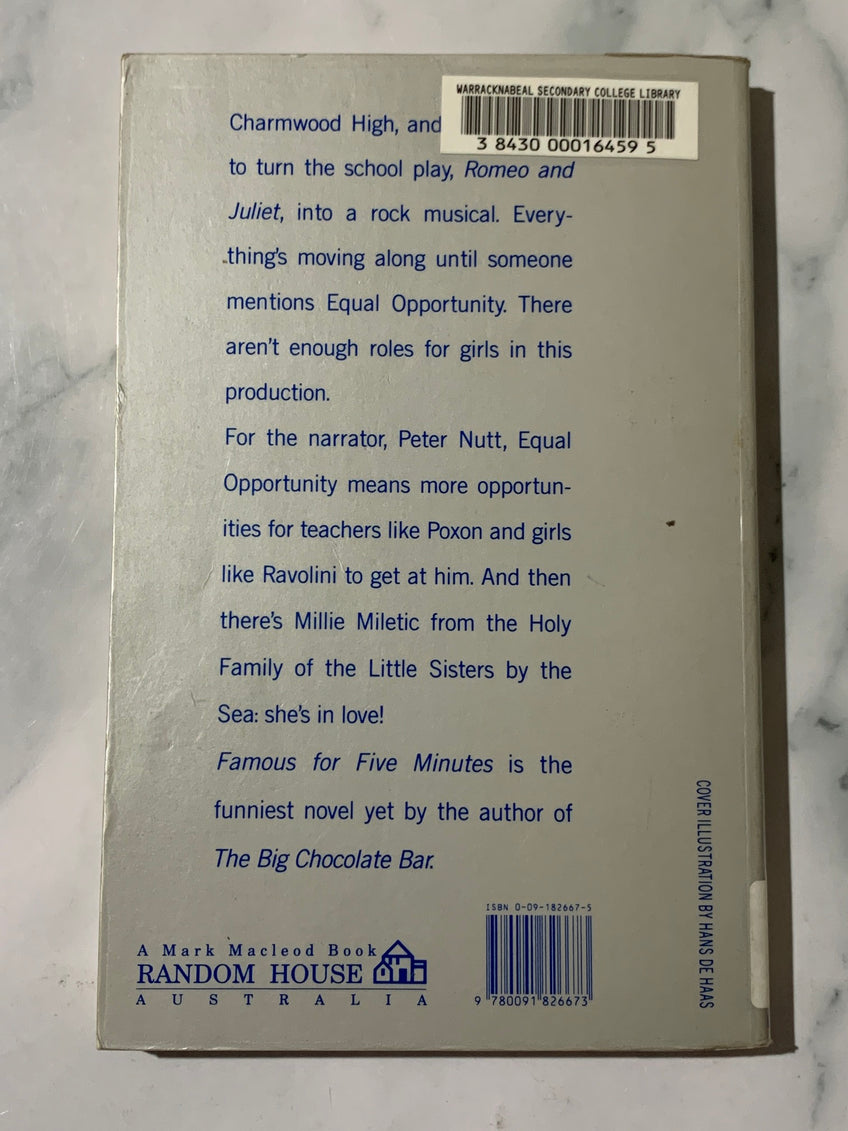 WARRACKNABEAL SECONDARY COLLEGE LIBRARY
3 8430 00016459 5
Charmwood High, and
to turn the school play, Romeo and
Juliet, into a rock musical. Every-
thing's moving along until someone
mentions Equal Opportunity. There
aren't enough roles for girls in this
production.
For the narrator, Peter Nutt, Equal
Opportunity means more opportun-
ities for teachers like Poxon and girls
like Ravolini to get at him. And then
there's Millie Miletic from the Holy
Family of the Little Sisters by the
Sea: she's in love!
Famous for Five Minutes is the
funniest novel yet by the author of
The Big Chocolate Bar.
COVER ILLUSTRATION BY HANS DE HAAS
A Mark Macleod Book
RANDOM HOUSE
AUSTRALIA
ISBN 0-09-182667-5
9 780091 826673